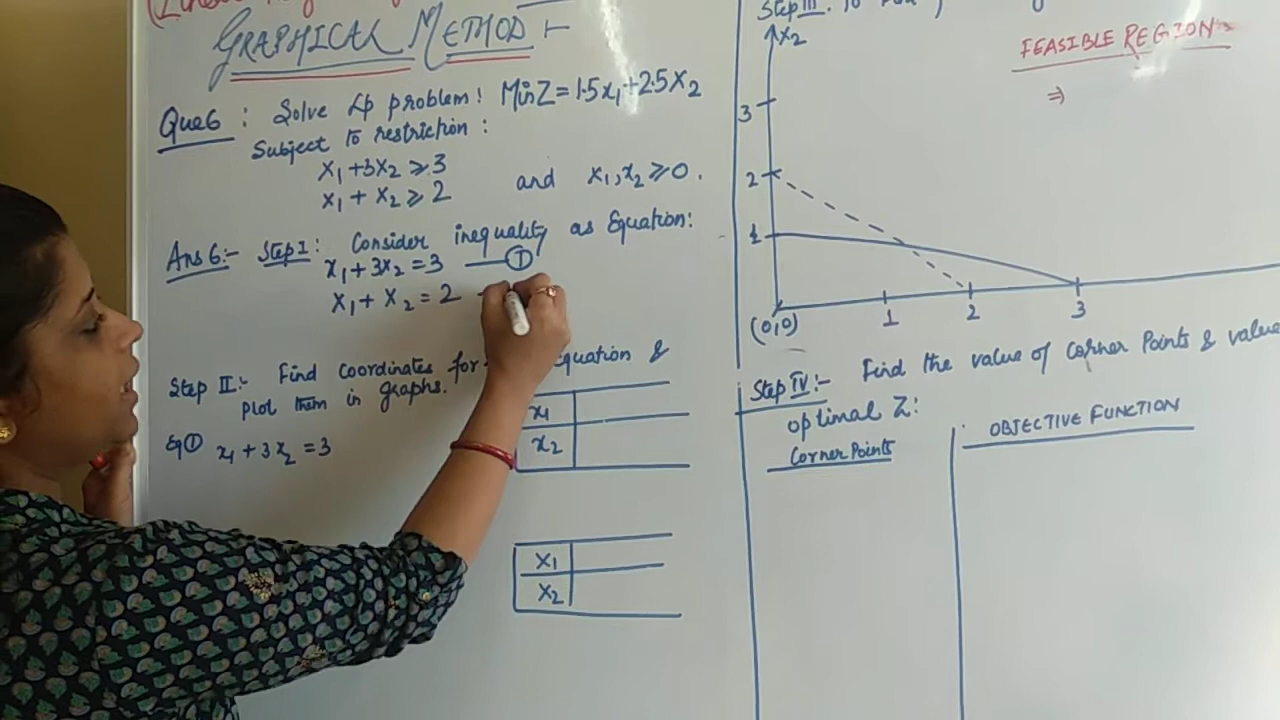 GRAPHICAL METHOD :-
Que 6 : Solve Lp problem! Min Z = 1.5x₁ + 2.5x₂
Subject to restriction :
x₁ + 3x₂ ⩾ 3
x₁ + x₂ ⩾ 2 and x₁, x₂ ⩾ 0.
Ans 6:- Step I: Consider inequality as Equation:
x₁ + 3x₂ = 3 — ①
x₁ + x₂ = 2
Step II:- Find Coordinates for Equation &
plot them in graphs.
Eq ① x₁ + 3x₂ = 3
x₁
x₂
x₁
x₂
Step III. To
x₂
FEASIBLE REGION
⇒
3
2
1
(0,0) 1 2 3
Step IV:- Find the value of Corner Points & value
optimal Z:
Corner Points
OBJECTIVE FUNCTION